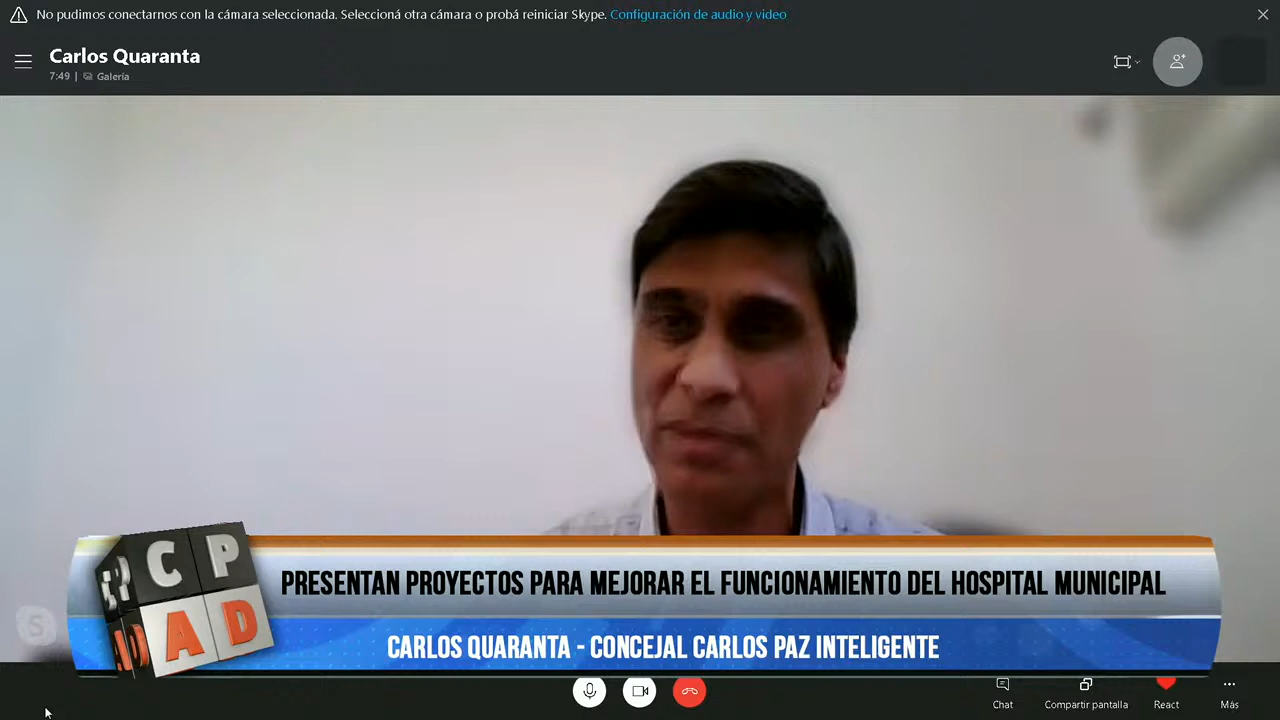 No pudimos conectarnos con la cámara seleccionada. Seleccioná otra cámara o probá reiniciar Skype. Configuración de audio y video
Carlos Quaranta
7:49 | Galería
CP
AD
PRESENTAN PROYECTOS PARA MEJORAR EL FUNCIONAMIENTO DEL HOSPITAL MUNICIPAL
CARLOS QUARANTA - CONCEJAL CARLOS PAZ INTELIGENTE
Chat
Compartir pantalla
React
Más